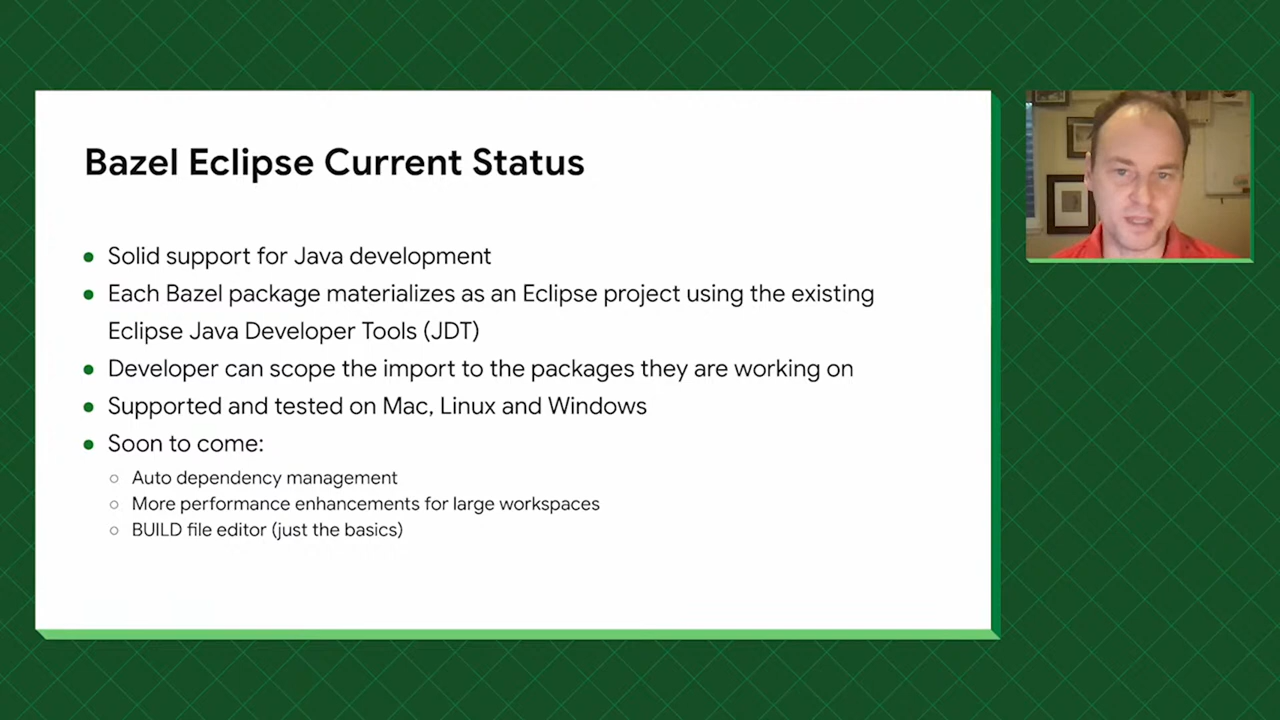 Bazel Eclipse Current Status
Solid support for Java development
Each Bazel package materializes as an Eclipse project using the existing
Eclipse Java Developer Tools (JDT)
Developer can scope the import to the packages they are working on
Supported and tested on Mac, Linux and Windows
Soon to come:
Auto dependency management
More performance enhancements for large workspaces
BUILD file editor (just the basics)